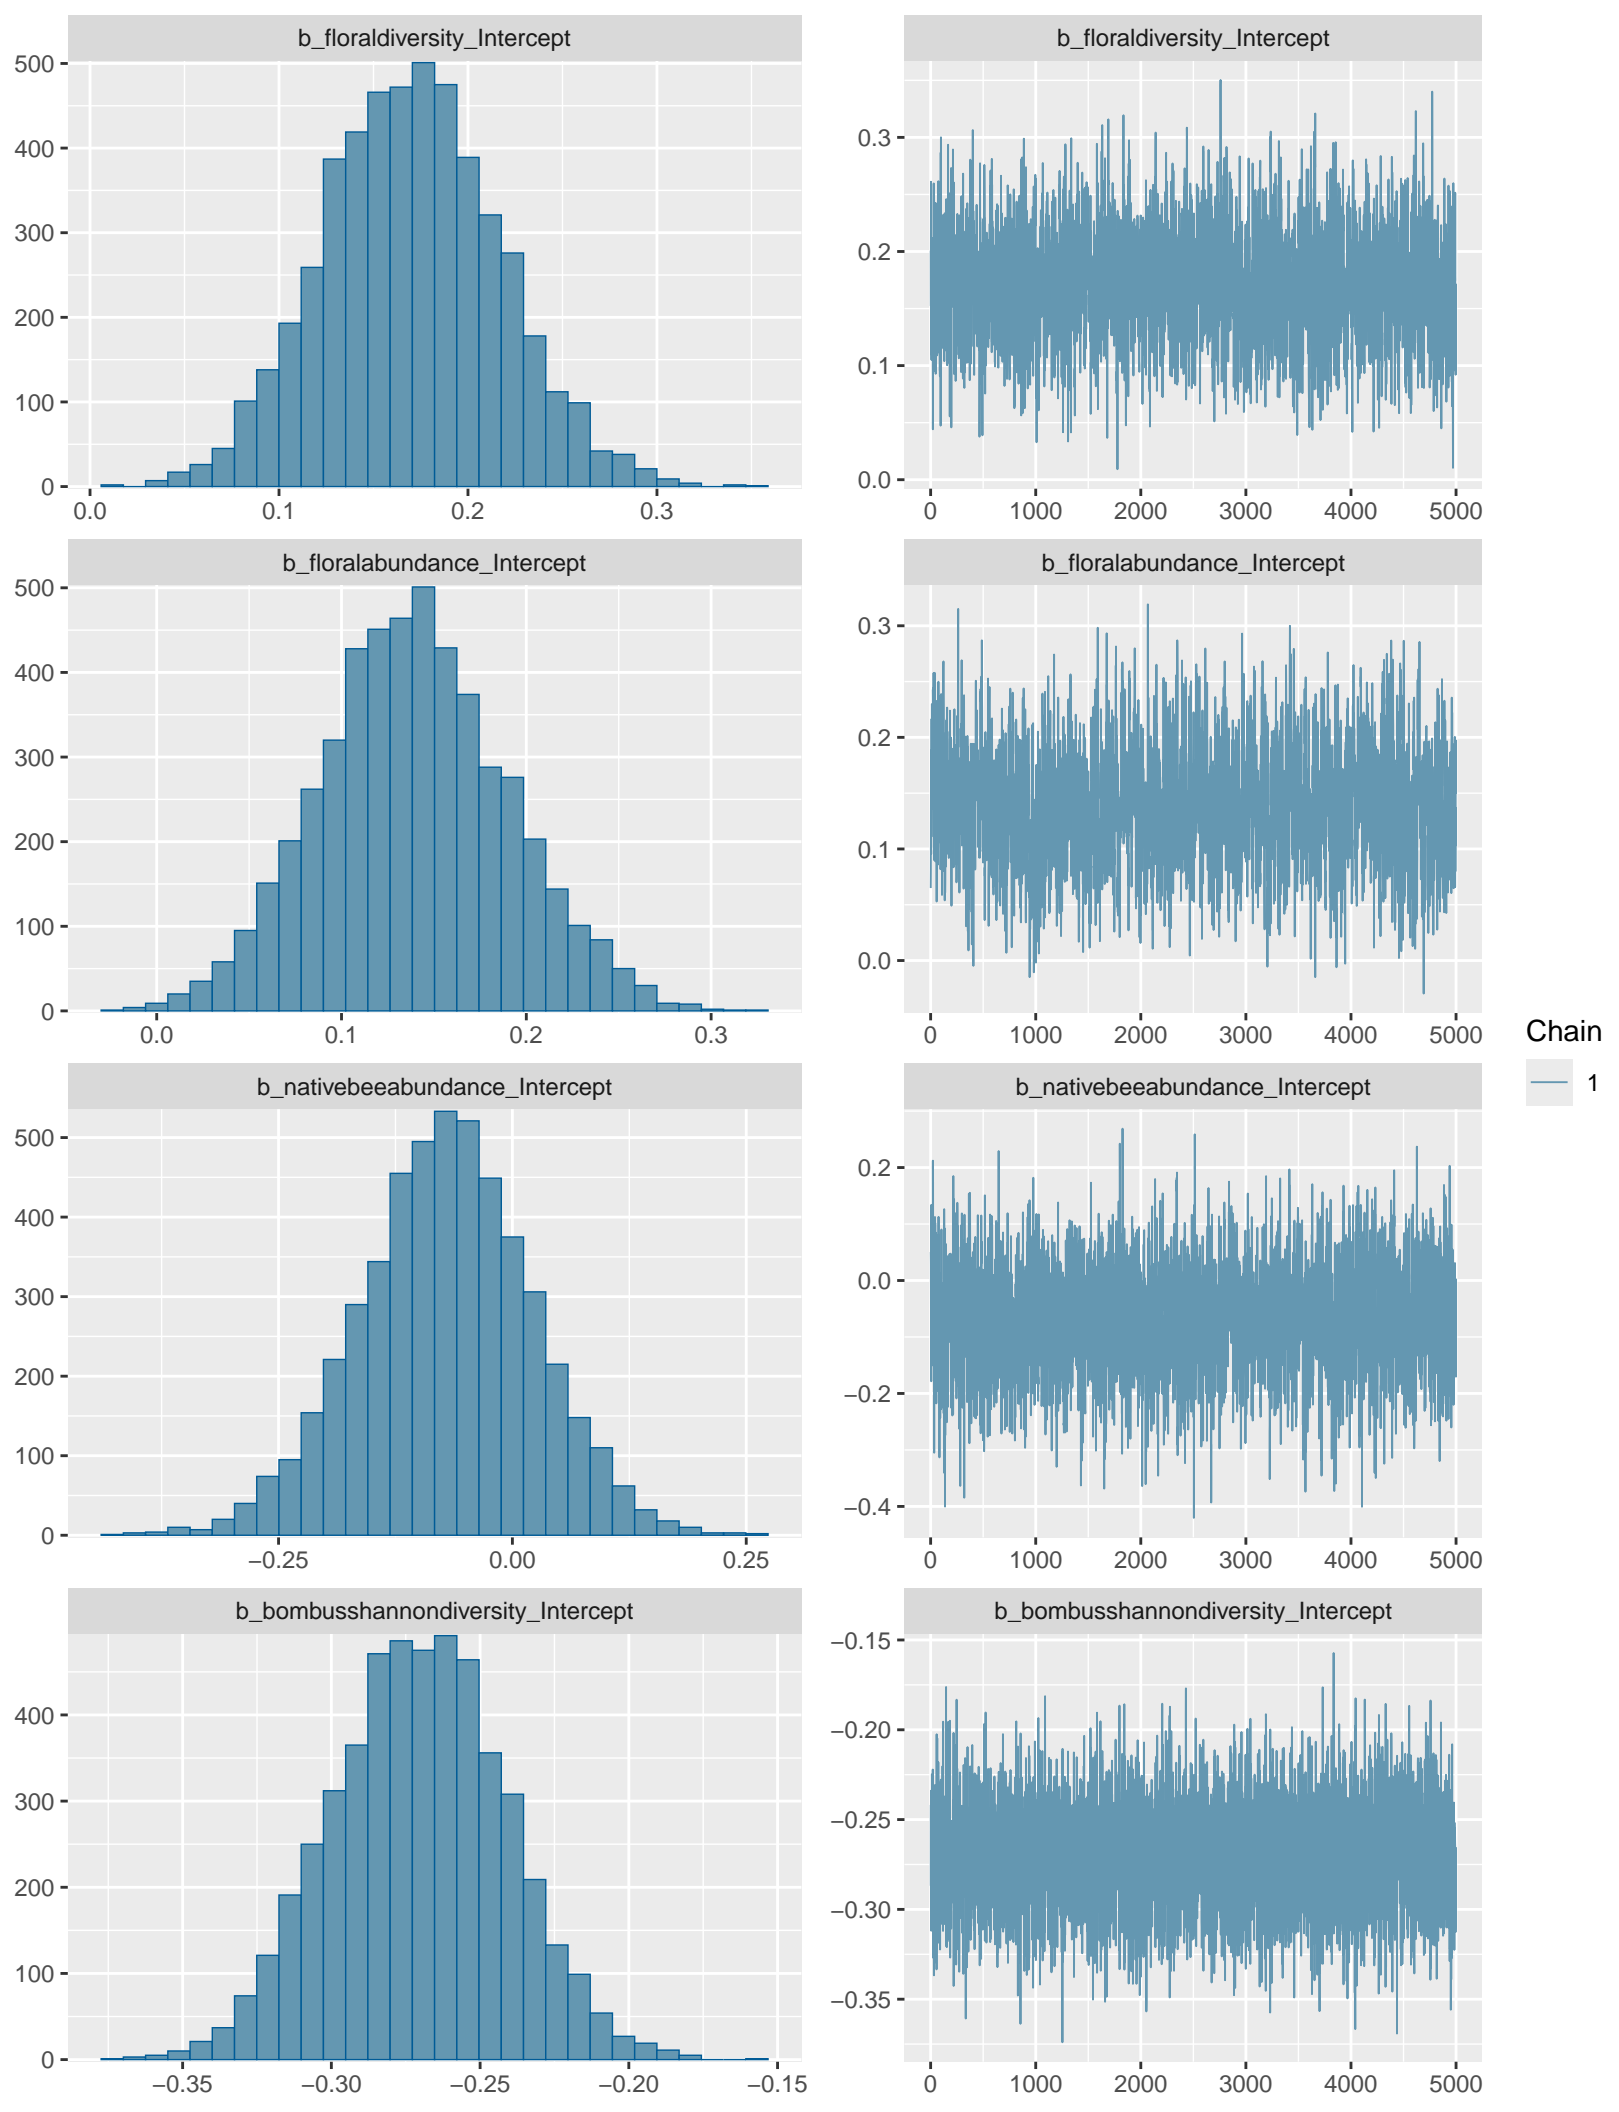 b_floraldiversity_Intercept
500
400
300
200
100
0
0.0 0.1 0.2 0.3
b_floraldiversity_Intercept
0.3
0.2
0.1
0.0
0 1000 2000 3000 4000 5000
b_floralabundance_Intercept
500
400
300
200
100
0
0.0 0.1 0.2 0.3
b_floralabundance_Intercept
0.3
0.2
0.1
0.0
0 1000 2000 3000 4000 5000
b_nativebeeabundance_Intercept
500
400
300
200
100
0
−0.25 0.00 0.25
b_nativebeeabundance_Intercept
0.2
0.0
−0.2
−0.4
0 1000 2000 3000 4000 5000
b_bombusshannondiversity_Intercept
400
300
200
100
0
−0.35 −0.30 −0.25 −0.20 −0.15
b_bombusshannondiversity_Intercept
−0.15
−0.20
−0.25
−0.30
−0.35
0 1000 2000 3000 4000 5000
Chain
1